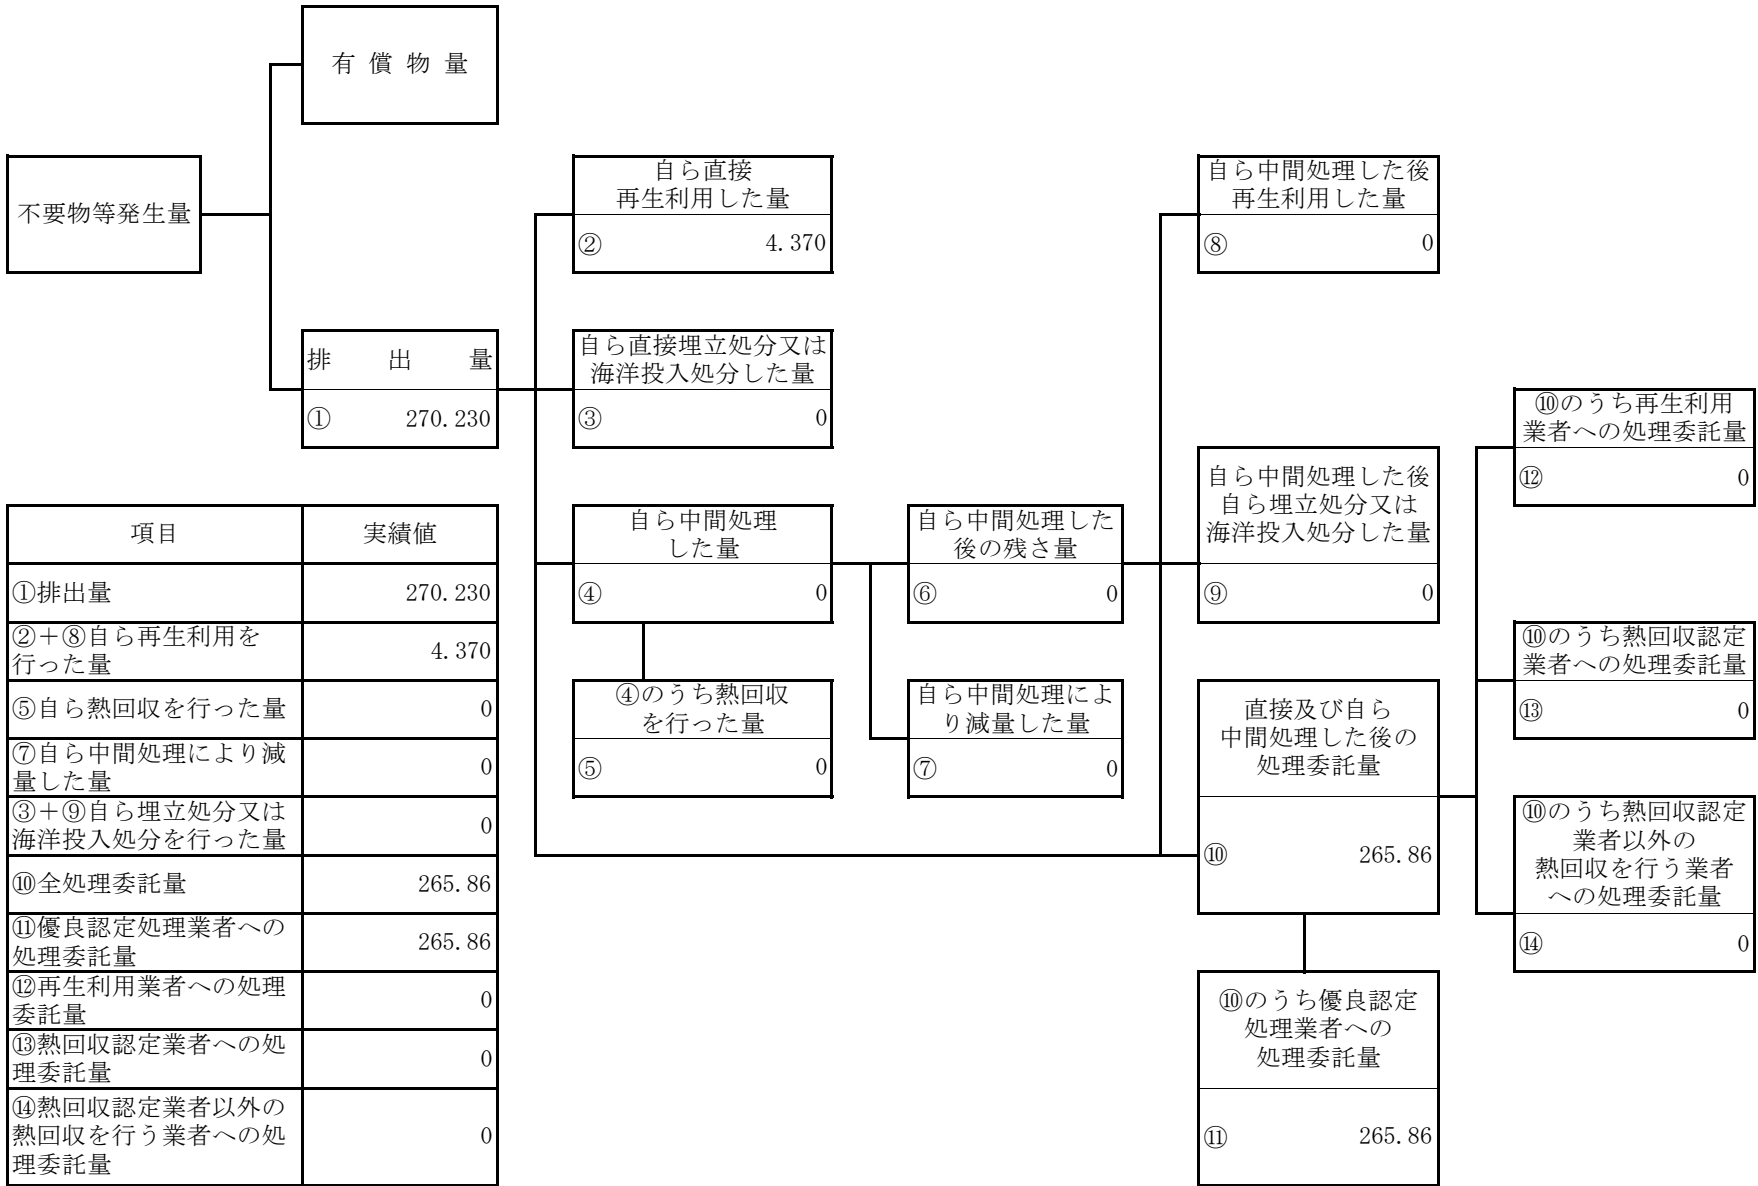 有償物量
不要物等発生量
自ら直接
再生利用した量
② 4.370
自ら中間処理した後
再生利用した量
⑧ 0
排出量
① 270.230
自ら直接埋立処分又は
海洋投入処分した量
③ 0
⑩のうち再生利用
業者への処理委託量
⑫ 0
自ら中間処理した後
自ら埋立処分又は
海洋投入処分した量
⑨ 0
自ら中間処理
した量
④ 0
自ら中間処理した
後の残さ量
⑥ 0
⑩のうち熱回収認定
業者への処理委託量
⑬ 0
④のうち熱回収
を行った量
⑤ 0
自ら中間処理によ
り減量した量
⑦ 0
直接及び自ら
中間処理した後の
処理委託量
⑩ 265.86
⑩のうち熱回収認定
業者以外の
熱回収を行う業者
への処理委託量
⑭ 0
⑩のうち優良認定
処理業者への
処理委託量
⑪ 265.86
項目 実績値
①排出量 270.230
②＋⑧自ら再生利用を
行った量 4.370
⑤自ら熱回収を行った量 0
⑦自ら中間処理により減
量した量 0
③＋⑨自ら埋立処分又は
海洋投入処分を行った量 0
⑩全処理委託量 265.86
⑪優良認定処理業者への
処理委託量 265.86
⑫再生利用業者への処理
委託量 0
⑬熱回収認定業者への処
理委託量 0
⑭熱回収認定業者以外の
熱回収を行う業者への処
理委託量 0